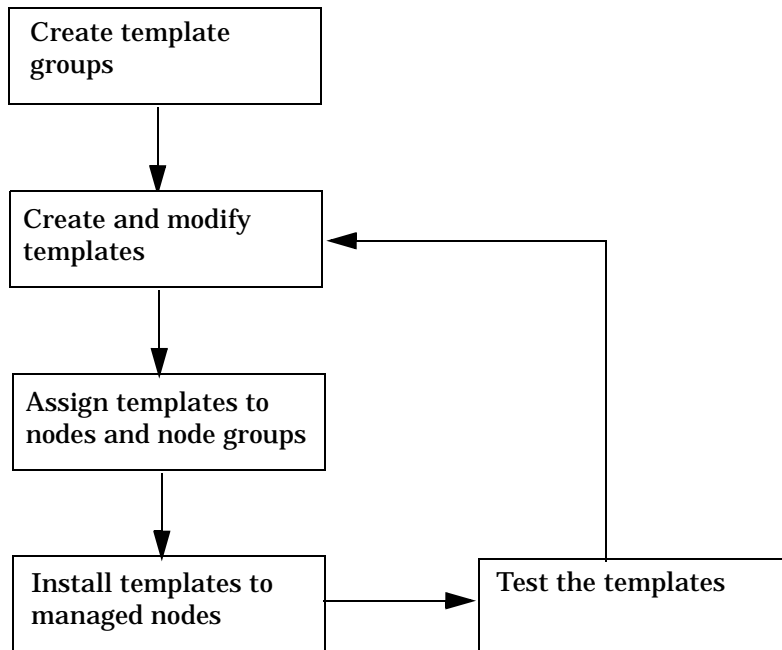 Create template
groups
Create and modify
templates
Assign templates to
nodes and node groups
Install templates to
managed nodes
Test the templates